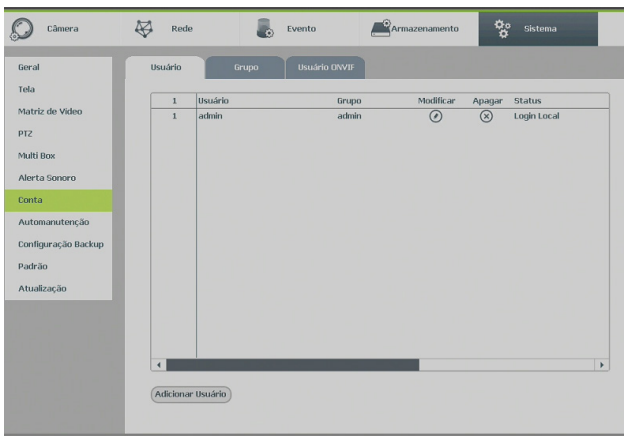 Câmera Rede Evento Armazenamento Sistema
Geral
Tela
Matriz de Vídeo
PTZ
Multi Box
Alerta Sonoro
Conta
Automanutenção
Configuração Backup
Padrão
Atualização
Usuário Grupo Usuário ONVIF
1 Usuário Grupo Modificar Apagar Status
1 admin admin Login Local
Adicionar Usuário